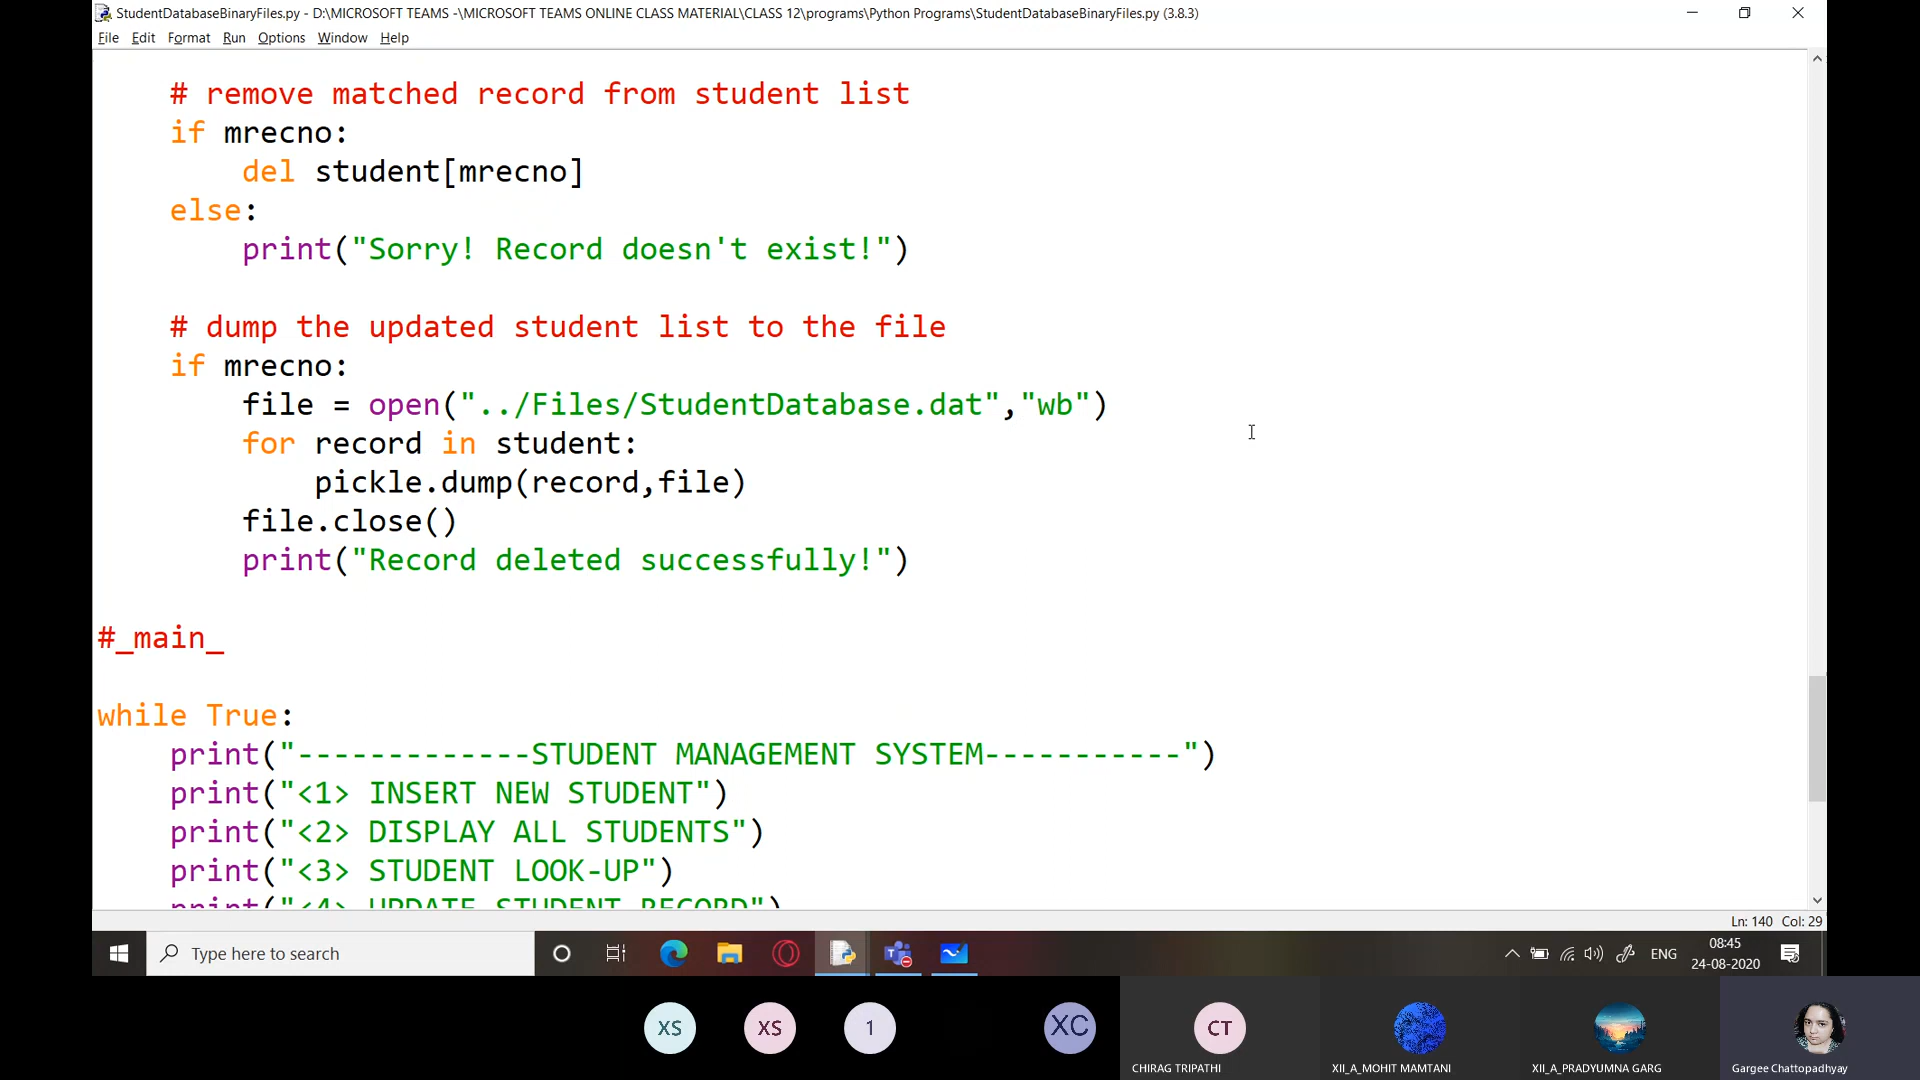 StudentDatabaseBinaryFiles.py - D:\MICROSOFT TEAMS -\MICROSOFT TEAMS ONLINE CLASS MATERIAL\CLASS 12\programs\Python Programs\StudentDatabaseBinaryFiles.py (3.8.3)
File Edit Format Run Options Window Help
# remove matched record from student list
if mrecno:
del student[mrecno]
else:
print("Sorry! Record doesn't exist!")
# dump the updated student list to the file
if mrecno:
file = open("../Files/StudentDatabase.dat","wb")
for record in student:
pickle.dump(record,file)
file.close()
print("Record deleted successfully!")
#_main_
while True:
print("-------------STUDENT MANAGEMENT SYSTEM-----------")
print("<1> INSERT NEW STUDENT")
print("<2> DISPLAY ALL STUDENTS")
print("<3> STUDENT LOOK-UP")
print("<4> UPDATE STUDENT RECORD")
Ln: 140 Col: 29
Type here to search
ENG
08:45
24-08-2020
XS XS 1 XC CT
CHIRAG TRIPATHI XII_A_MOHIT MAMTANI XII_A_PRADYUMNA GARG Gargee Chattopadhyay